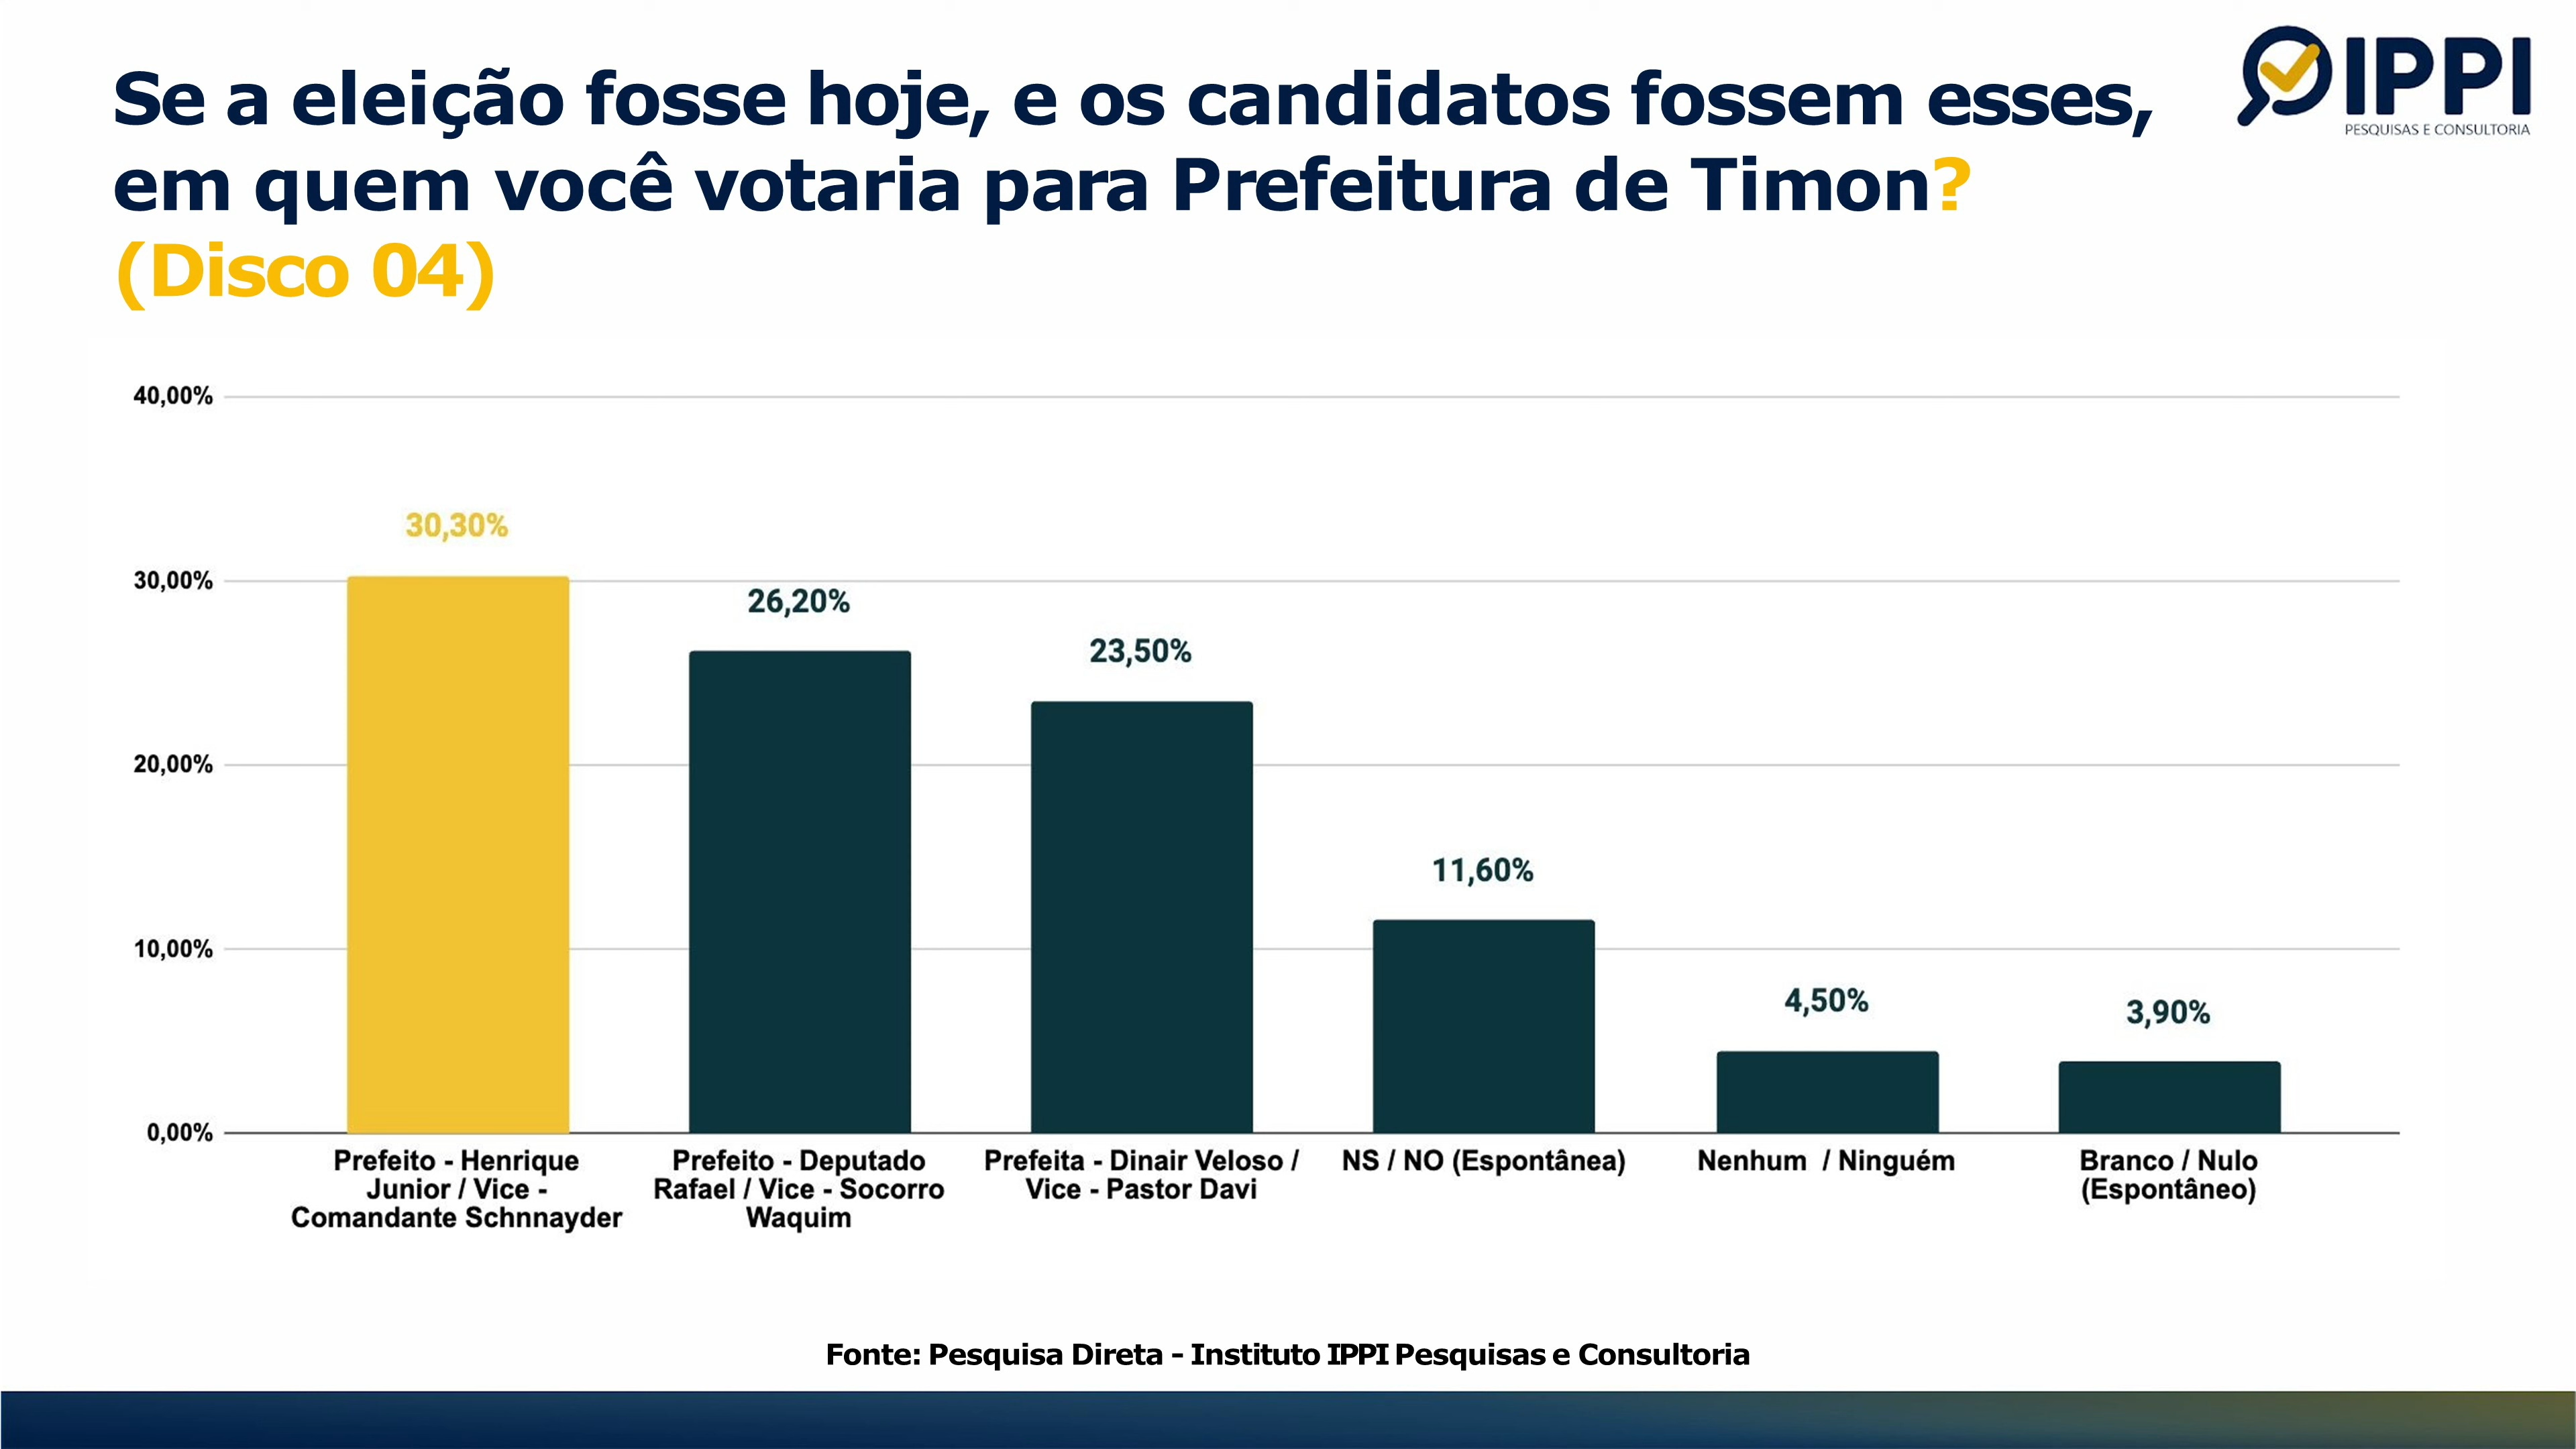 Se a eleição fosse hoje, e os candidatos fossem esses,
em quem você votaria para Prefeitura de Timon?
(Disco 04)
IPPI
PESQUISAS E CONSULTORIA
40,00%
30,00%
20,00%
10,00%
0,00%
30,30%
26,20%
23,50%
11,60%
4,50%
3,90%
Prefeito - Henrique
Junior / Vice -
Comandante Schnnayder
Prefeito - Deputado
Rafael / Vice - Socorro
Waquim
Prefeita - Dinair Veloso /
Vice - Pastor Davi
NS / NO (Espontânea)
Nenhum / Ninguém
Branco / Nulo
(Espontâneo)
Fonte: Pesquisa Direta - Instituto IPPI Pesquisas e Consultoria